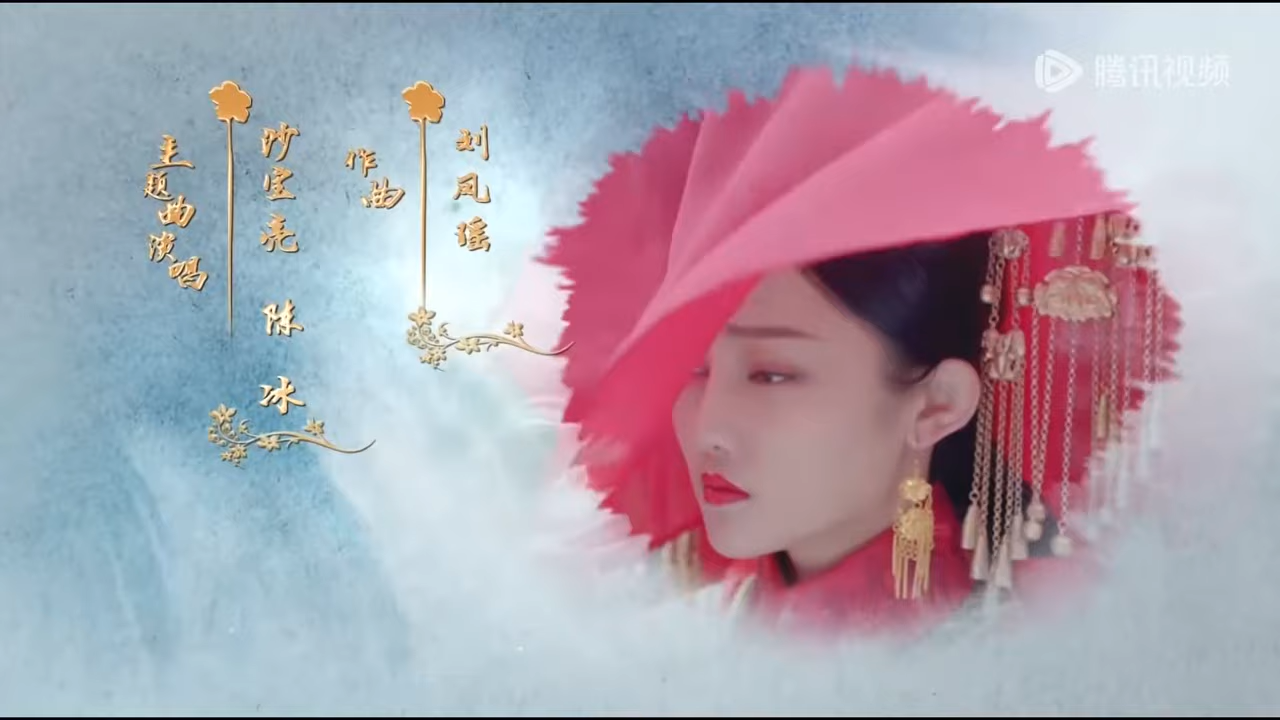 作曲
刘凤瑶
主题曲演唱
沙宝亮
陈冰
腾讯视频